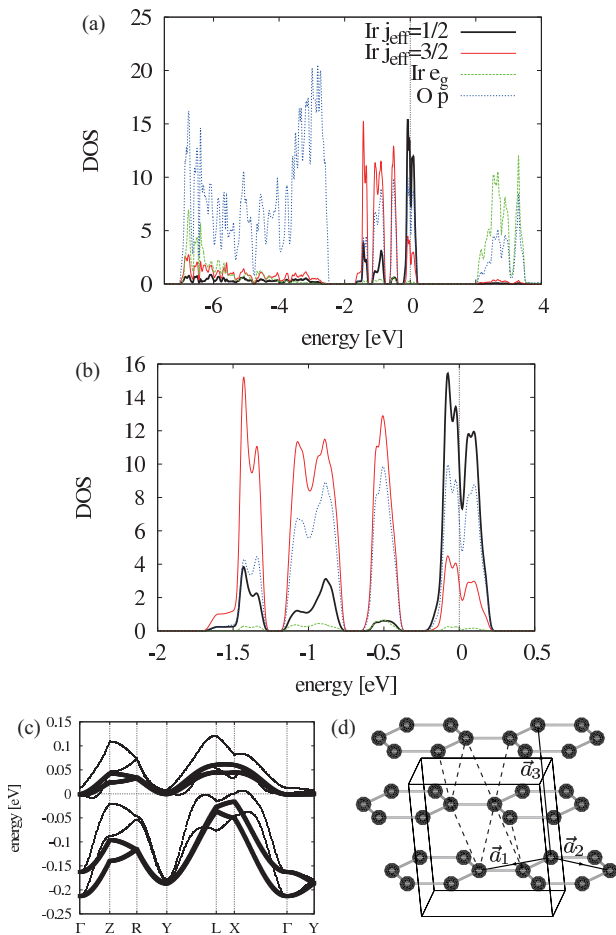 (a)
25
20
15
10
5
0
DOS
Ir j_eff=1/2
Ir j_eff=3/2
Ir e_g
O p
-6 -4 -2 0 2 4
energy [eV]
(b)
16
14
12
10
8
6
4
2
0
DOS
-2 -1.5 -1 -0.5 0 0.5
energy [eV]
(c)
0.15
0.1
0.05
0
-0.05
-0.1
-0.15
-0.2
-0.25
energy [eV]
Γ Z R Y L X Γ Y
(d)
a⃗3
a⃗1
a⃗2